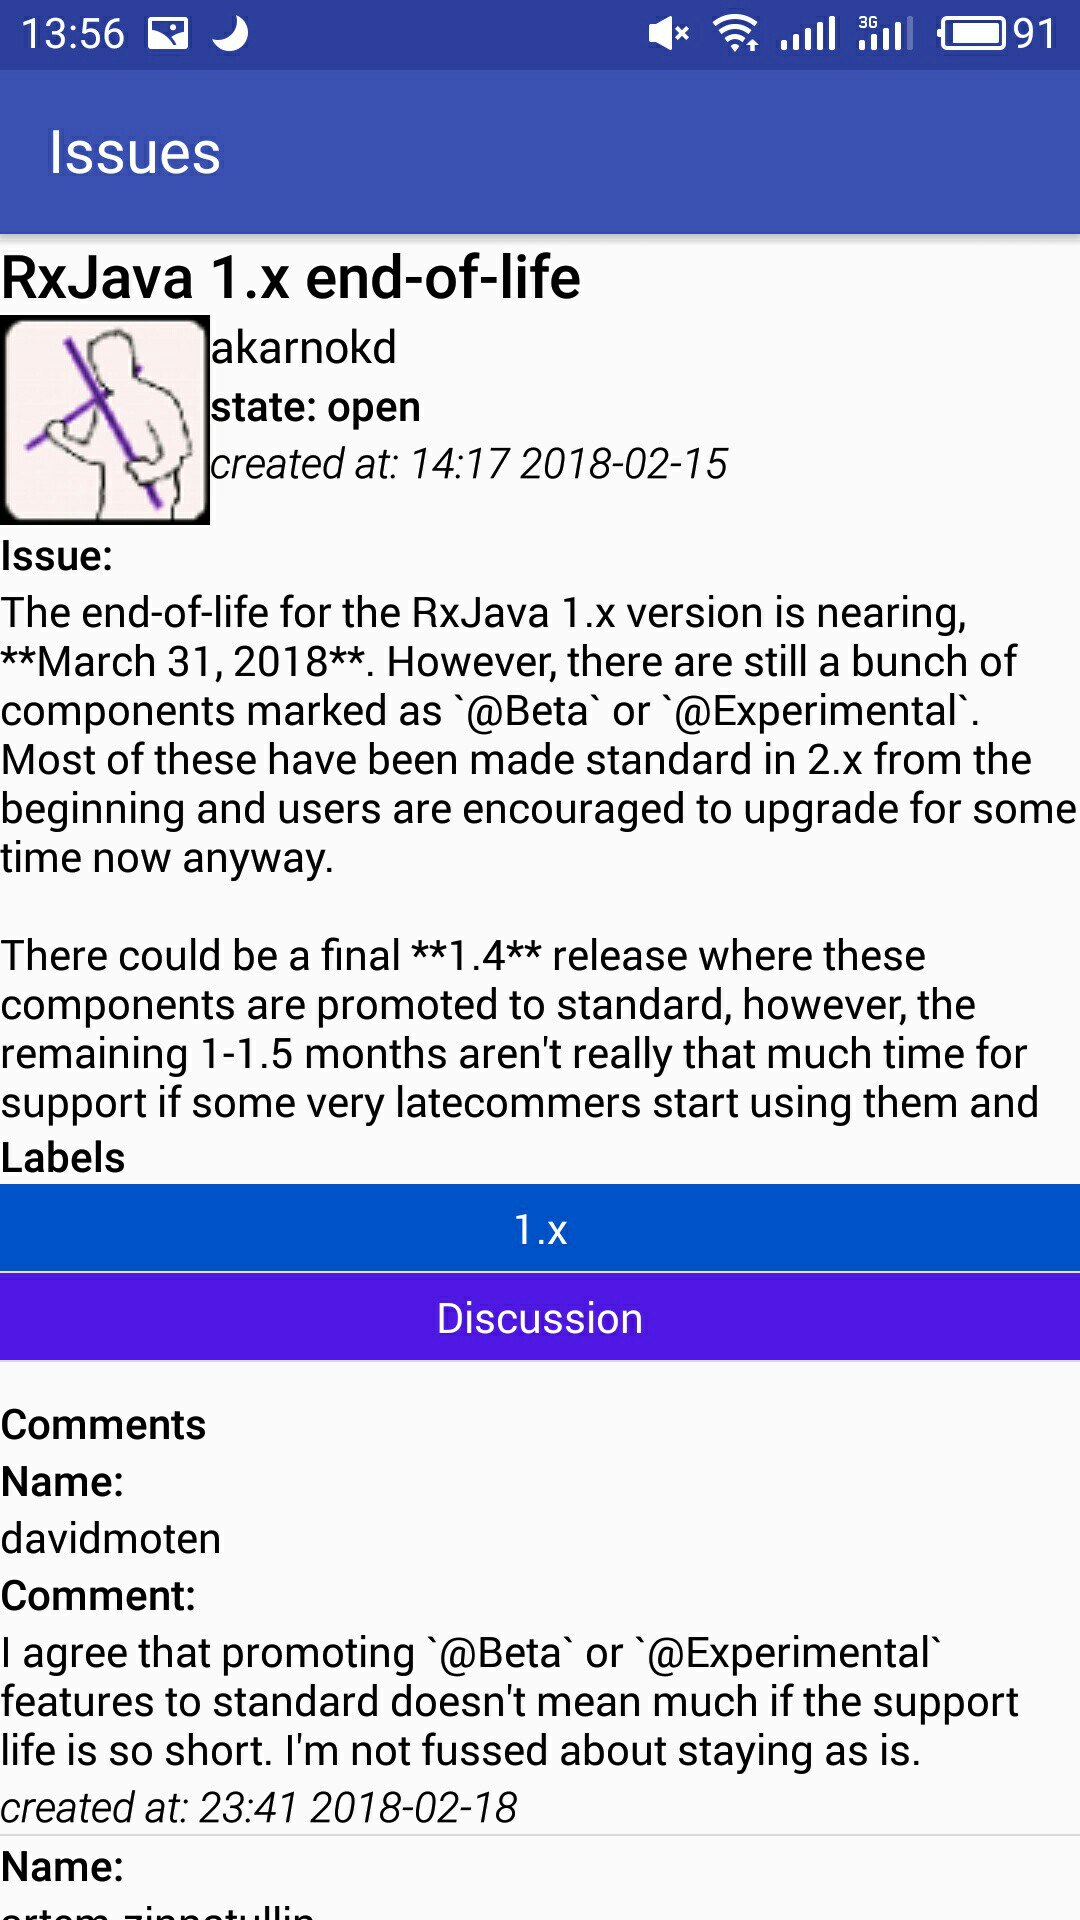 13:56
3G
91
Issues
RxJava 1.x end-of-life
akarnokd
state: open
created at: 14:17 2018-02-15
Issue:
The end-of-life for the RxJava 1.x version is nearing,
**March 31, 2018**. However, there are still a bunch of
components marked as `@Beta` or `@Experimental`.
Most of these have been made standard in 2.x from the
beginning and users are encouraged to upgrade for some
time now anyway.
There could be a final **1.4** release where these
components are promoted to standard, however, the
remaining 1-1.5 months aren't really that much time for
support if some very latecommers start using them and
Labels
1.x
Discussion
Comments
Name:
davidmoten
Comment:
I agree that promoting `@Beta` or `@Experimental`
features to standard doesn't mean much if the support
life is so short. I'm not fussed about staying as is.
created at: 23:41 2018-02-18
Name: